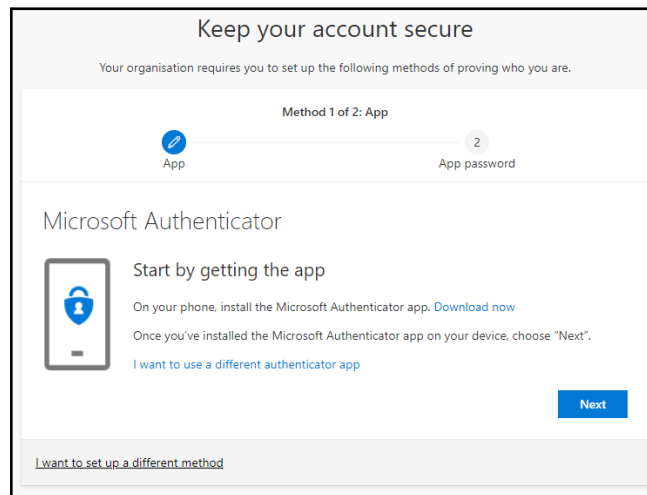 Keep your account secure
Your organisation requires you to set up the following methods of proving who you are.
Method 1 of 2: App
App
2
App password
Microsoft Authenticator
Start by getting the app
On your phone, install the Microsoft Authenticator app. Download now
Once you've installed the Microsoft Authenticator app on your device, choose "Next".
I want to use a different authenticator app
Next
I want to set up a different method